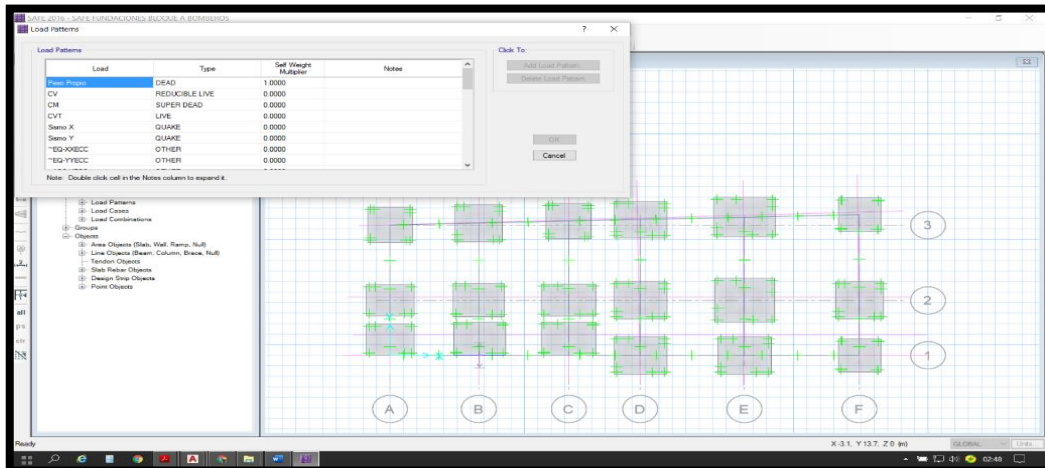 SAFE 2016 - SAFE FUNDACIONES BLOQUE A BOMBEROS
Load Patterns
?
Load Patterns
Click To:
Load Type Self Weight Multiplier Notes
Add Load Pattern
Delete Load Pattern
Peso Propio DEAD 1.0000
CV REDUCIBLE LIVE 0.0000
CM SUPER DEAD 0.0000
CVT LIVE 0.0000
Sismo X QUAKE 0.0000
Sismo Y QUAKE 0.0000
~EQ-XXECC OTHER 0.0000
~EQ-YYECC OTHER 0.0000
OK
Cancel
Note: Double click cell in the Notes column to expand it.
Load Patterns
Load Cases
Load Combinations
Groups
Objects
Area Objects (Slab, Wall, Ramp, Null)
Line Objects (Beam, Column, Brace, Null)
Tendon Objects
Slab Rebar Objects
Design Strip Objects
Point Objects
all
ps
clr
3
2
1
A B C D E F
Ready
X -3.1, Y 13.7, Z 0 (m)
GLOBAL
Units...
02:48